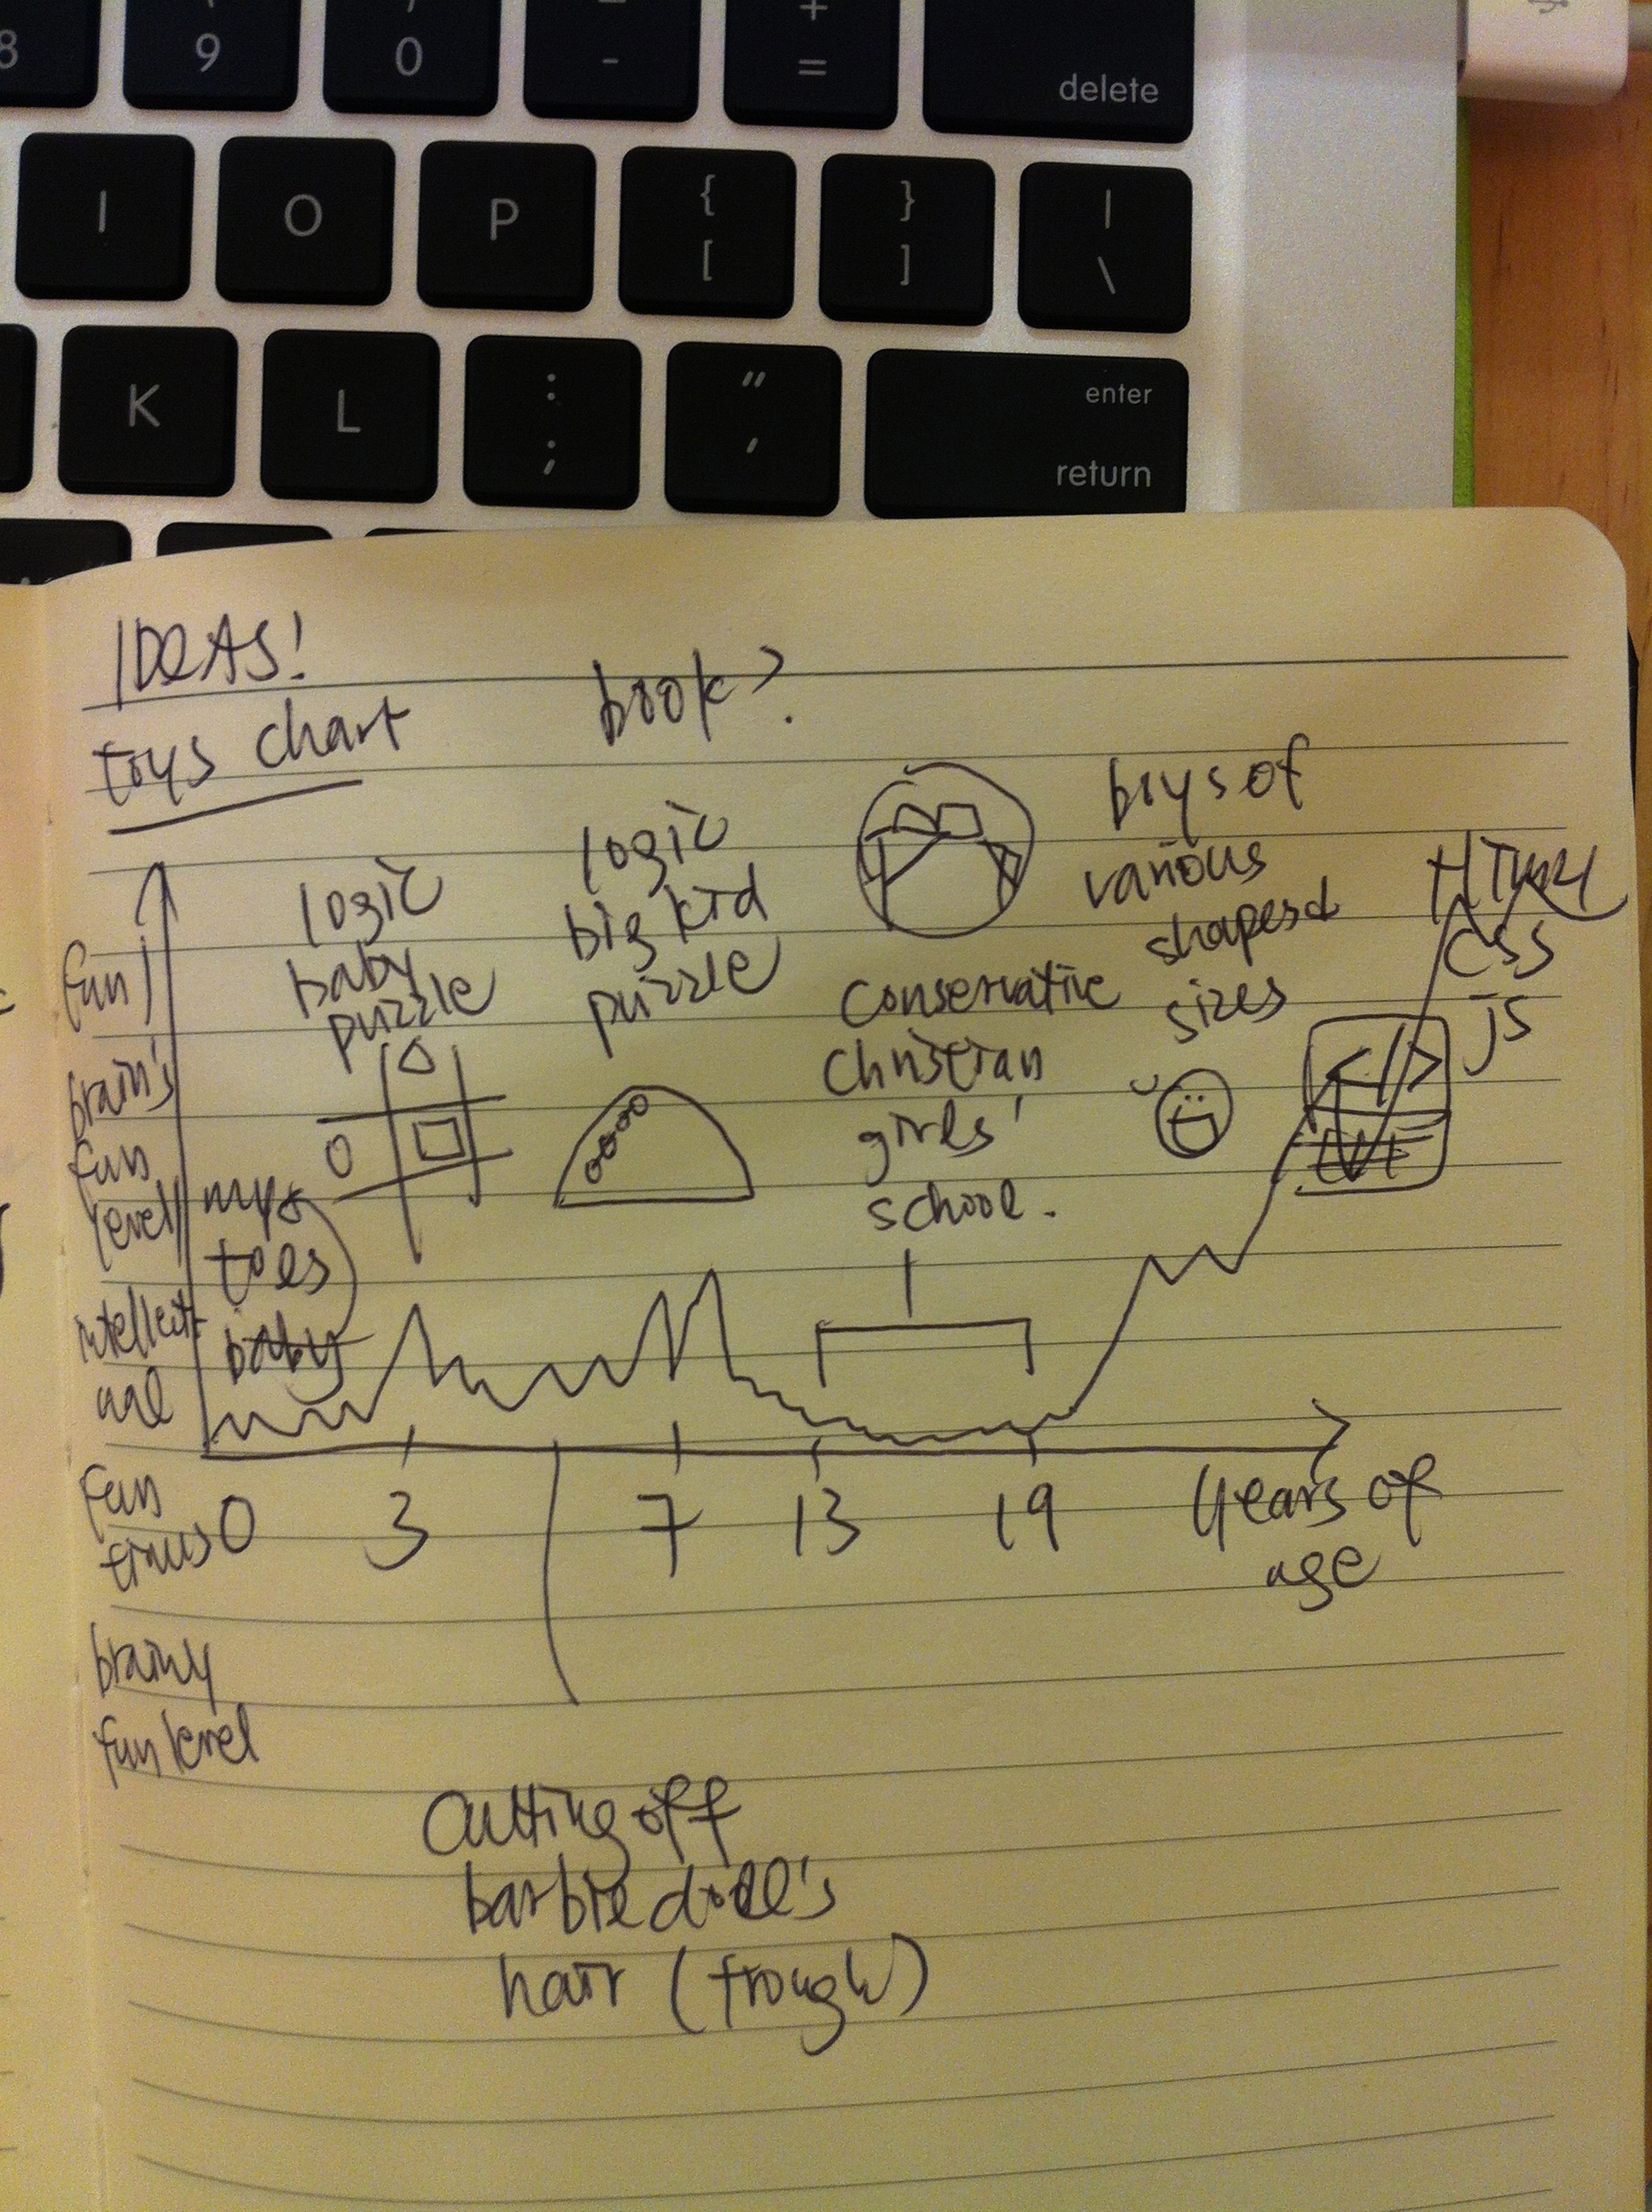 8 9 0 - + = delete
I O P { [ } ] | \
K L : ; " ' enter return
IDEAS!
toys chart
book?
logic
baby
puzzle
logic
big kid
puzzle
conservative
christian
girls'
school.
boys of
various
shapes &
sizes
HTML
CSS
JS
</>
fun
brain's
fun
level
intellect
ual
fun
times
brainy
fun level
my
toes
baby
0 3 7 13 19 years of
age
cutting off
barbie doll's
hair (trough)